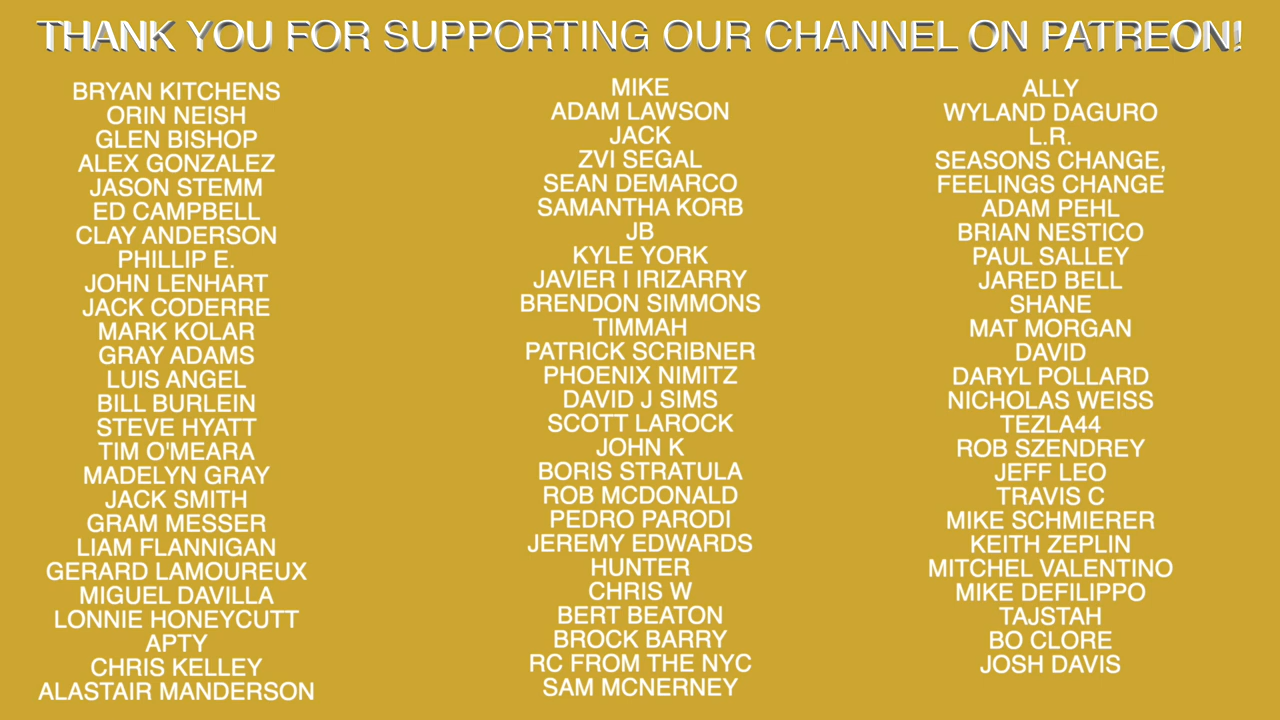 THANK YOU FOR SUPPORTING OUR CHANNEL ON PATREON!
BRYAN KITCHENS
ORIN NEISH
GLEN BISHOP
ALEX GONZALEZ
JASON STEMM
ED CAMPBELL
CLAY ANDERSON
PHILLIP E.
JOHN LENHART
JACK CODERRE
MARK KOLAR
GRAY ADAMS
LUIS ANGEL
BILL BURLEIN
STEVE HYATT
TIM O'MEARA
MADELYN GRAY
JACK SMITH
GRAM MESSER
LIAM FLANNIGAN
GERARD LAMOUREUX
MIGUEL DAVILLA
LONNIE HONEYCUTT
APTY
CHRIS KELLEY
ALASTAIR MANDERSON
MIKE
ADAM LAWSON
JACK
ZVI SEGAL
SEAN DEMARCO
SAMANTHA KORB
JB
KYLE YORK
JAVIER I IRIZARRY
BRENDON SIMMONS
TIMMAH
PATRICK SCRIBNER
PHOENIX NIMITZ
DAVID J SIMS
SCOTT LAROCK
JOHN K
BORIS STRATULA
ROB MCDONALD
PEDRO PARODI
JEREMY EDWARDS
HUNTER
CHRIS W
BERT BEATON
BROCK BARRY
RC FROM THE NYC
SAM MCNERNEY
ALLY
WYLAND DAGURO
L.R.
SEASONS CHANGE,
FEELINGS CHANGE
ADAM PEHL
BRIAN NESTICO
PAUL SALLEY
JARED BELL
SHANE
MAT MORGAN
DAVID
DARYL POLLARD
NICHOLAS WEISS
TEZLA44
ROB SZENDREY
JEFF LEO
TRAVIS C
MIKE SCHMIERER
KEITH ZEPLIN
MITCHEL VALENTINO
MIKE DEFILIPPO
TAJSTAH
BO CLORE
JOSH DAVIS